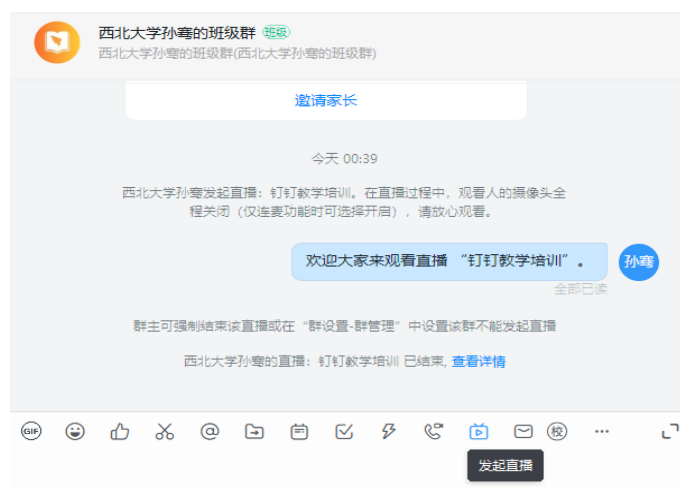 西北大学孙骞的班级群 班级
西北大学孙骞的班级群(西北大学孙骞的班级群)
邀请家长
今天 00:39
西北大学孙骞发起直播：钉钉教学培训。在直播过程中，观看人的摄像头全
程关闭（仅连麦功能时可选择开启），请放心观看。
欢迎大家来观看直播 “钉钉教学培训” 。
孙骞
全部已读
群主可强制结束该直播或在 “群设置-群管理” 中设置该群不能发起直播
西北大学孙骞的直播：钉钉教学培训 已结束, 查看详情
GIF
校
发起直播